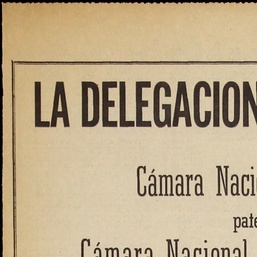 LA DELEGACION
Cámara Naci
pate
Cámara Nacional